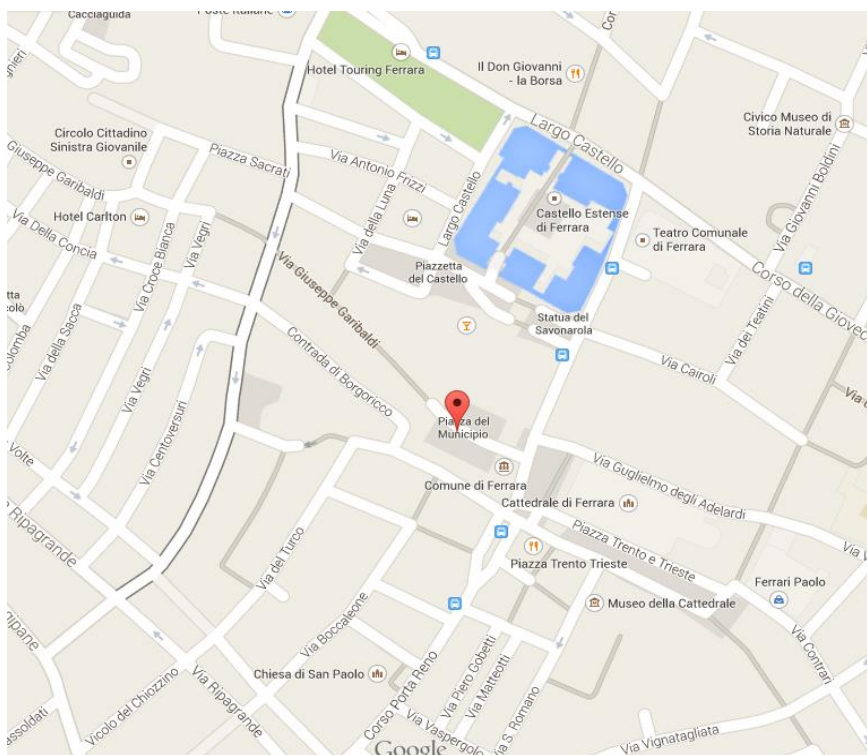 Cacciaguida
Poste Italiane
Hotel Touring Ferrara
Il Don Giovanni
- la Borsa
Largo Castello
Civico Museo di
Storia Naturale
Circolo Cittadino
Sinistra Giovanile
Piazza Sacrati
Via Antonio Frizzi
Giuseppe Garibaldi
Via della Luna
Largo Castello
Castello Estense
di Ferrara
Via Giovanni Boldini
Hotel Carlton
Via Della Concia
Via Croce Bianca
Via Vegri
Teatro Comunale
di Ferrara
Piazzetta
del Castello
Via Giuseppe Garibaldi
Corso della Giovec
Statua del
Savonarola
Via dei Teatini
Colomba
Via della Sacca
Via Vegri
Contrada di Borgoricco
Via Cairoli
Piazza del
Municipio
Via Centoversuri
Volte
Comune di Ferrara
Via Guglielmo degli Adelardi
Cattedrale di Ferrara
Via Ripagrande
Piazza Trento e Trieste
Via del Turco
Piazza Trento Trieste
Ferrari Paolo
Via Boccaleone
Museo della Cattedrale
Via Contrari
Chiesa di San Paolo
Via Piero Gobetti
Via Matteotti
Corso Porta Reno
Via S. Romano
Via Ripagrande
Vicolo del Chiozzino
Via Vaspergolo
Via Vignatagliata
Google